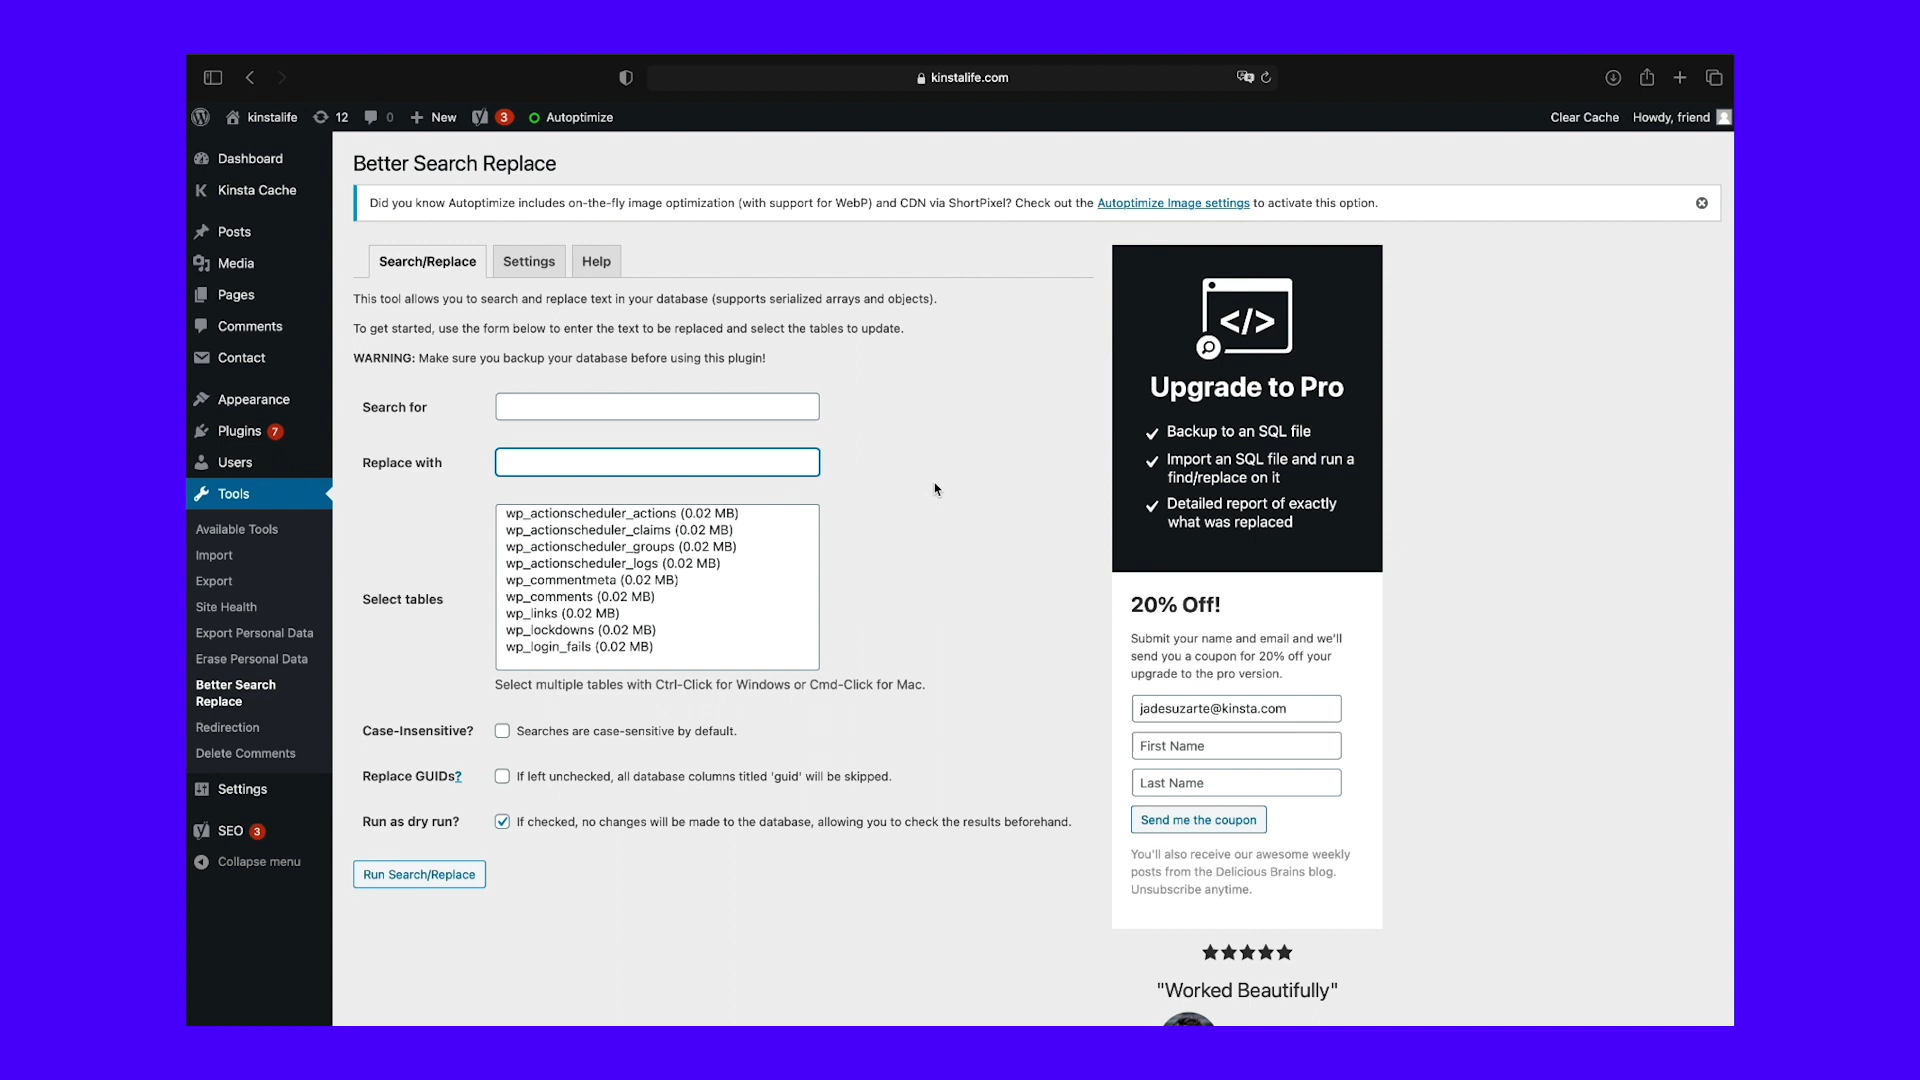 kinstalife.com
kinstalife 12 0 New 3 Autoptimize Clear Cache Howdy, friend
Dashboard
Kinsta Cache
Posts
Media
Pages
Comments
Contact
Appearance
Plugins 7
Users
Tools
Available Tools
Import
Export
Site Health
Export Personal Data
Erase Personal Data
Better Search
Replace
Redirection
Delete Comments
Settings
SEO 3
Collapse menu
Better Search Replace
Did you know Autoptimize includes on-the-fly image optimization (with support for WebP) and CDN via ShortPixel? Check out the Autoptimize Image settings to activate this option.
Search/Replace Settings Help
This tool allows you to search and replace text in your database (supports serialized arrays and objects).
To get started, use the form below to enter the text to be replaced and select the tables to update.
WARNING: Make sure you backup your database before using this plugin!
Search for
Replace with
Select tables
wp_actionscheduler_actions (0.02 MB)
wp_actionscheduler_claims (0.02 MB)
wp_actionscheduler_groups (0.02 MB)
wp_actionscheduler_logs (0.02 MB)
wp_commentmeta (0.02 MB)
wp_comments (0.02 MB)
wp_links (0.02 MB)
wp_lockdowns (0.02 MB)
wp_login_fails (0.02 MB)
Select multiple tables with Ctrl-Click for Windows or Cmd-Click for Mac.
Case-Insensitive? Searches are case-sensitive by default.
Replace GUIDs? If left unchecked, all database columns titled 'guid' will be skipped.
Run as dry run? If checked, no changes will be made to the database, allowing you to check the results beforehand.
Run Search/Replace
</>
Upgrade to Pro
Backup to an SQL file
Import an SQL file and run a
find/replace on it
Detailed report of exactly
what was replaced
20% Off!
Submit your name and email and we'll
send you a coupon for 20% off your
upgrade to the pro version.
jadesuzarte@kinsta.com
First Name
Last Name
Send me the coupon
You'll also receive our awesome weekly
posts from the Delicious Brains blog.
Unsubscribe anytime.
"Worked Beautifully"